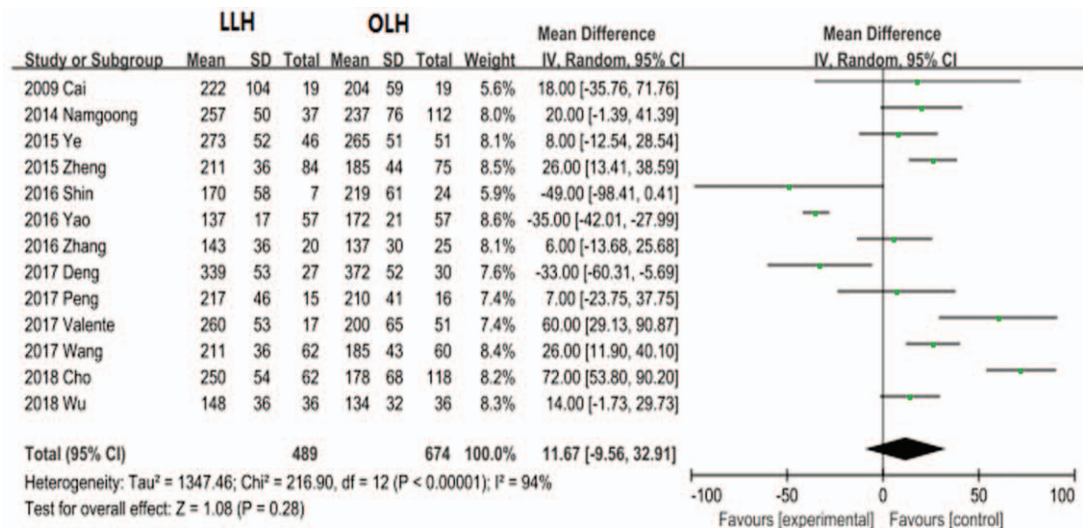 LLH OLH Mean Difference Mean Difference
Study or Subgroup Mean SD Total Mean SD Total Weight IV, Random, 95% CI IV, Random, 95% CI
2009 Cai 222 104 19 204 59 19 5.6% 18.00 [-35.76, 71.76]
2014 Namgoong 257 50 37 237 76 112 8.0% 20.00 [-1.39, 41.39]
2015 Ye 273 52 46 265 51 51 8.1% 8.00 [-12.54, 28.54]
2015 Zheng 211 36 84 185 44 75 8.4% 26.00 [13.41, 38.59]
2016 Shin 170 58 7 219 61 24 5.9% -49.00 [-98.41, 0.41]
2016 Yao 137 17 57 172 21 57 8.6% -35.00 [-42.01, -27.99]
2016 Zhang 143 36 20 137 30 25 8.1% 6.00 [-13.68, 25.68]
2017 Deng 339 53 27 372 52 30 7.6% -33.00 [-60.31, -5.69]
2017 Peng 217 46 15 210 41 16 7.4% 7.00 [-23.75, 37.75]
2017 Valente 260 53 17 200 65 51 7.4% 60.00 [29.13, 90.87]
2017 Wang 211 36 62 185 43 60 8.4% 26.00 [11.90, 40.10]
2018 Cho 250 54 62 178 68 118 8.2% 72.00 [53.80, 90.20]
2018 Wu 148 36 36 134 32 36 8.3% 14.00 [-1.73, 29.73]
Total (95% CI) 489 674 100.0% 11.67 [-9.56, 32.91]
Heterogeneity: Tau² = 1347.46; Chi² = 216.90, df = 12 (P < 0.00001); I² = 94%
Test for overall effect: Z = 1.08 (P = 0.28)
-100 -50 0 50 100
Favours [experimental] Favours [control]